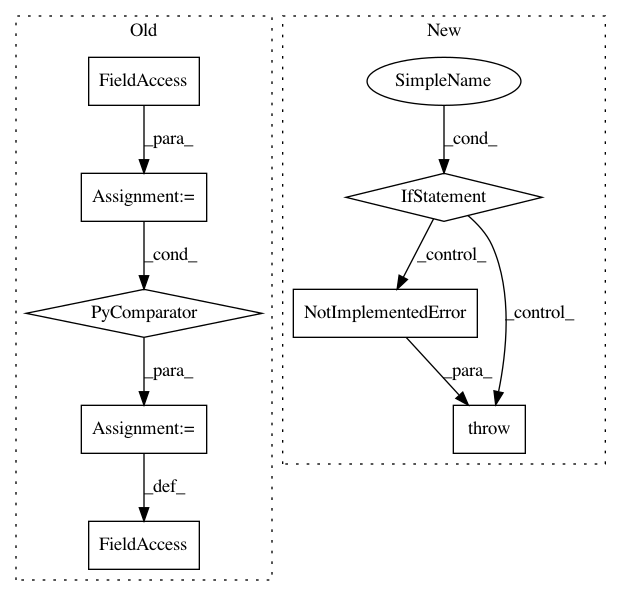 Old
New
FieldAccess
SimpleName
_para_
_cond_
Assignment:=
IfStatement
_cond_
_control_
_control_
PyComparator
NotImplementedError
_para_
_para_
Assignment:=
throw
_def_
FieldAccess